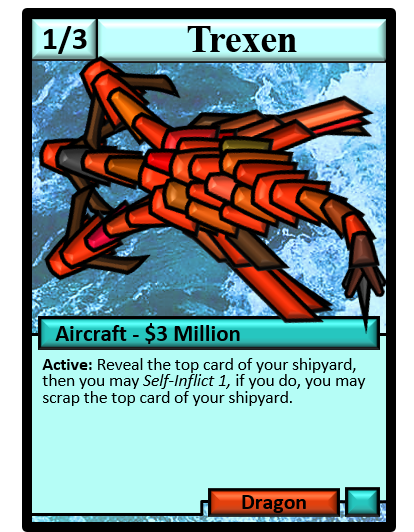 1/3 Trexen
Aircraft - $3 Million
Active: Reveal the top card of your shipyard,
then you may Self-Inflict 1, if you do, you may
scrap the top card of your shipyard.
Dragon